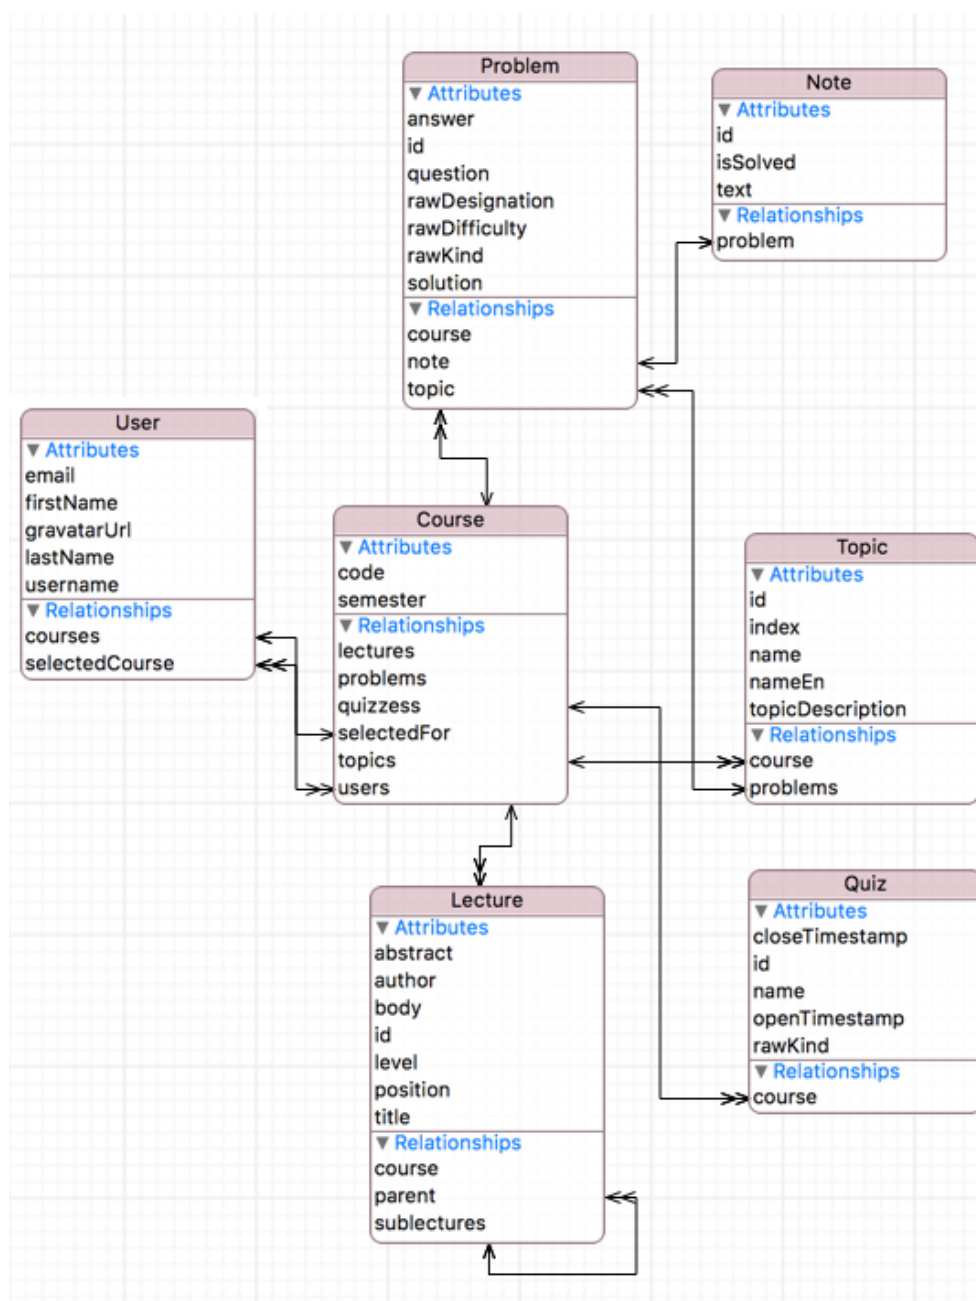 Problem
▼ Attributes
answer
id
question
rawDesignation
rawDifficulty
rawKind
solution
▼ Relationships
course
note
topic
Note
▼ Attributes
id
isSolved
text
▼ Relationships
problem
User
▼ Attributes
email
firstName
gravatarUrl
lastName
username
▼ Relationships
courses
selectedCourse
Course
▼ Attributes
code
semester
▼ Relationships
lectures
problems
quizzess
selectedFor
topics
users
Topic
▼ Attributes
id
index
name
nameEn
topicDescription
▼ Relationships
course
problems
Lecture
▼ Attributes
abstract
author
body
id
level
position
title
▼ Relationships
course
parent
sublectures
Quiz
▼ Attributes
closeTimestamp
id
name
openTimestamp
rawKind
▼ Relationships
course